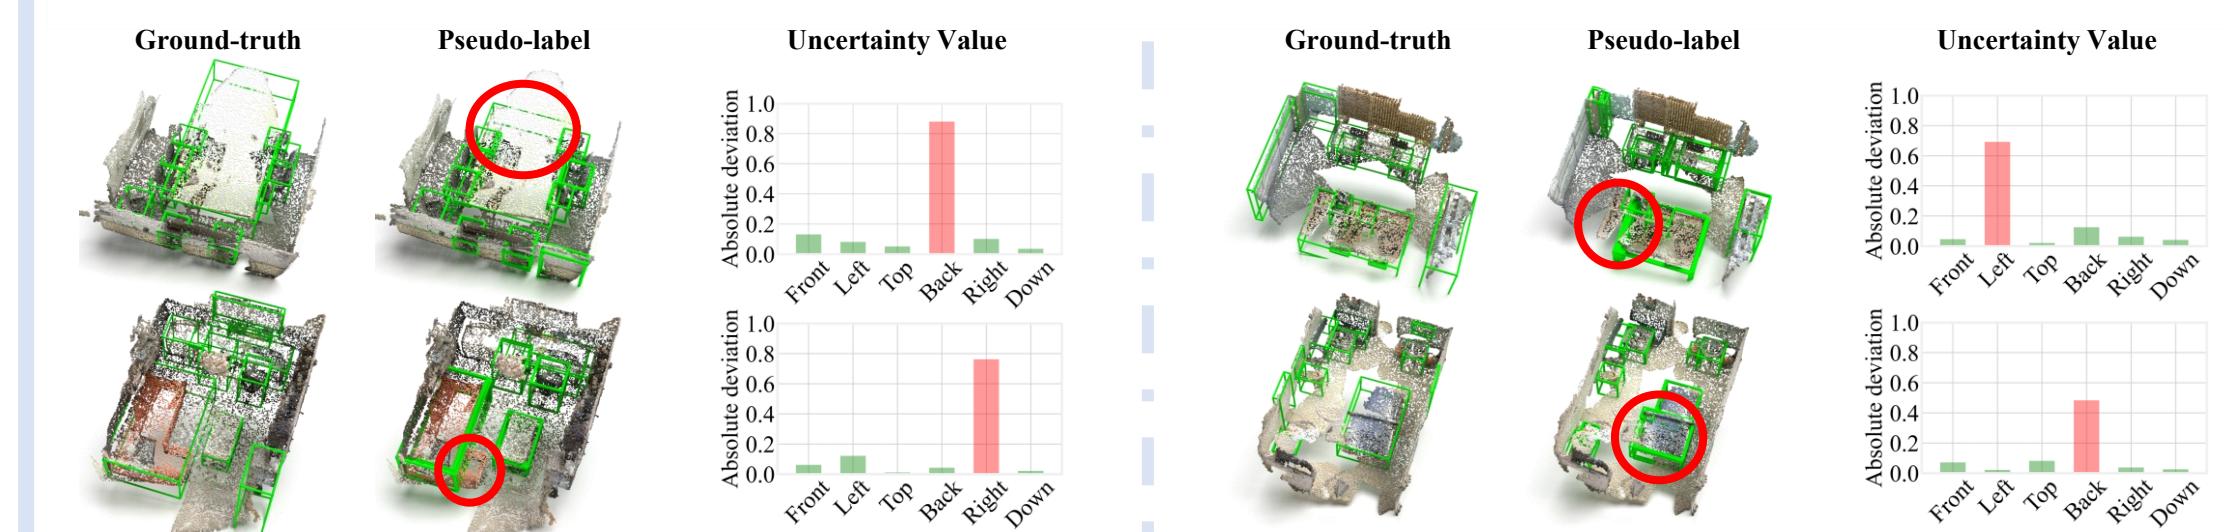 Ground-truth Pseudo-label Uncertainty Value Ground-truth Pseudo-label Uncertainty Value
Absolute deviation
1.0
0.8
0.6
0.4
0.2
0.0
Front Left Top Back Right Down
Absolute deviation
1.0
0.8
0.6
0.4
0.2
0.0
Front Left Top Back Right Down
Absolute deviation
1.0
0.8
0.6
0.4
0.2
0.0
Front Left Top Back Right Down
Absolute deviation
1.0
0.8
0.6
0.4
0.2
0.0
Front Left Top Back Right Down